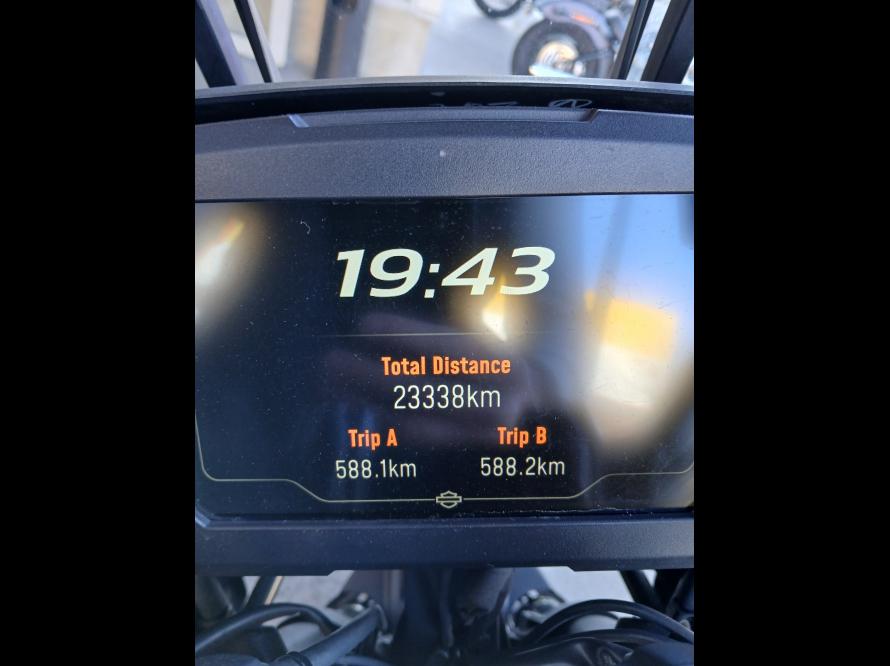 19:43
Total Distance
23338km
Trip A Trip B
588.1km 588.2km